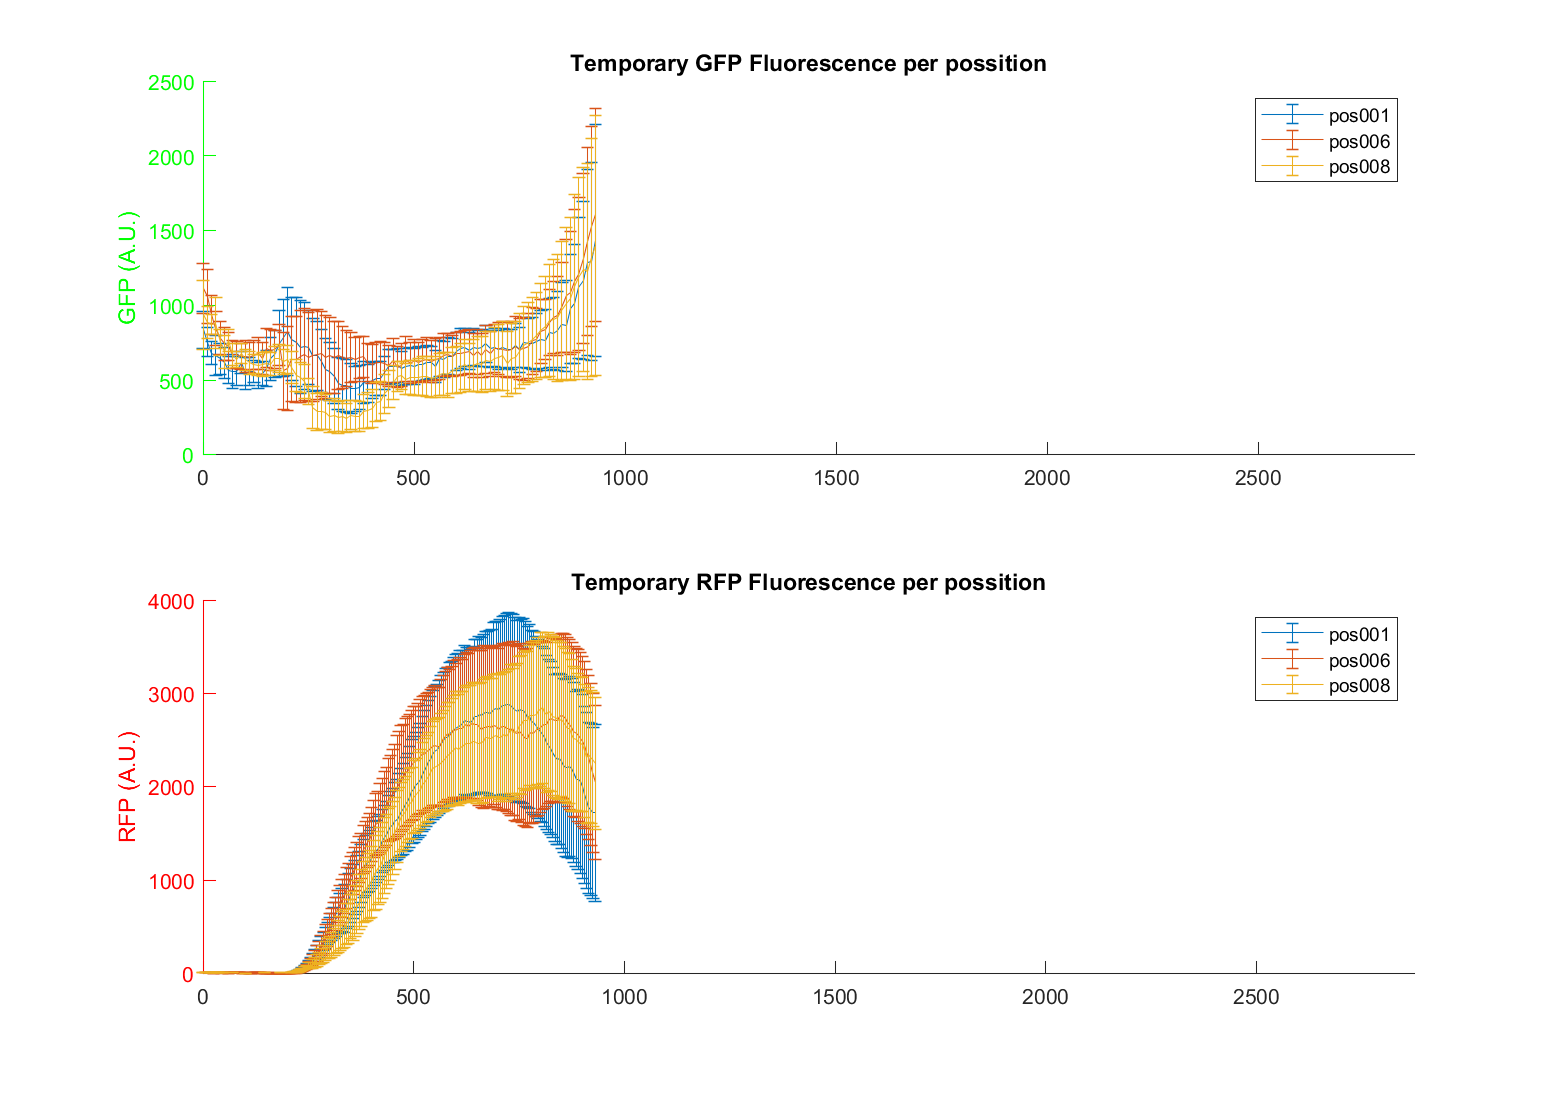 Temporary GFP Fluorescence per possition
GFP (A.U.)
2500
2000
1500
1000
500
0
0 500 1000 1500 2000 2500
pos001
pos006
pos008
Temporary RFP Fluorescence per possition
RFP (A.U.)
4000
3000
2000
1000
0
0 500 1000 1500 2000 2500
pos001
pos006
pos008